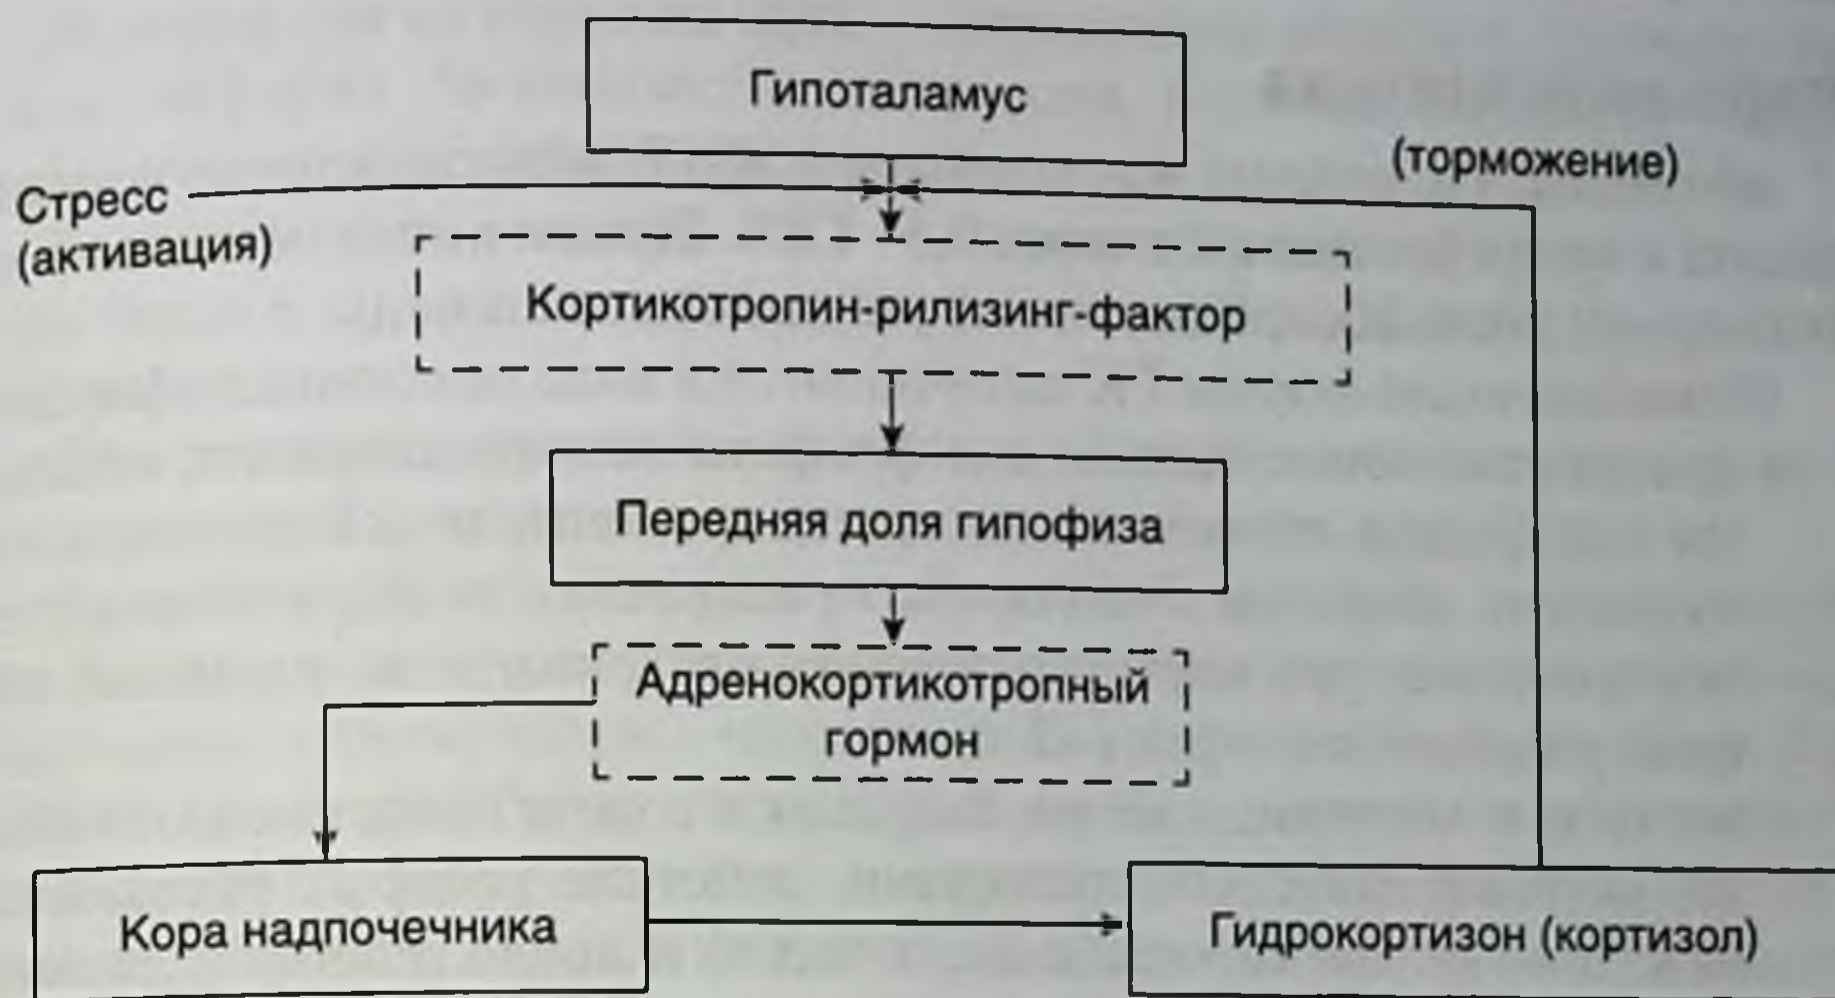 Гипоталамус
(торможение)
Стресс
(активация)
Кортикотропин-рилизинг-фактор
Передняя доля гипофиза
Адренокортикотропный
гормон
Кора надпочечника
Гидрокортизон (кортизол)